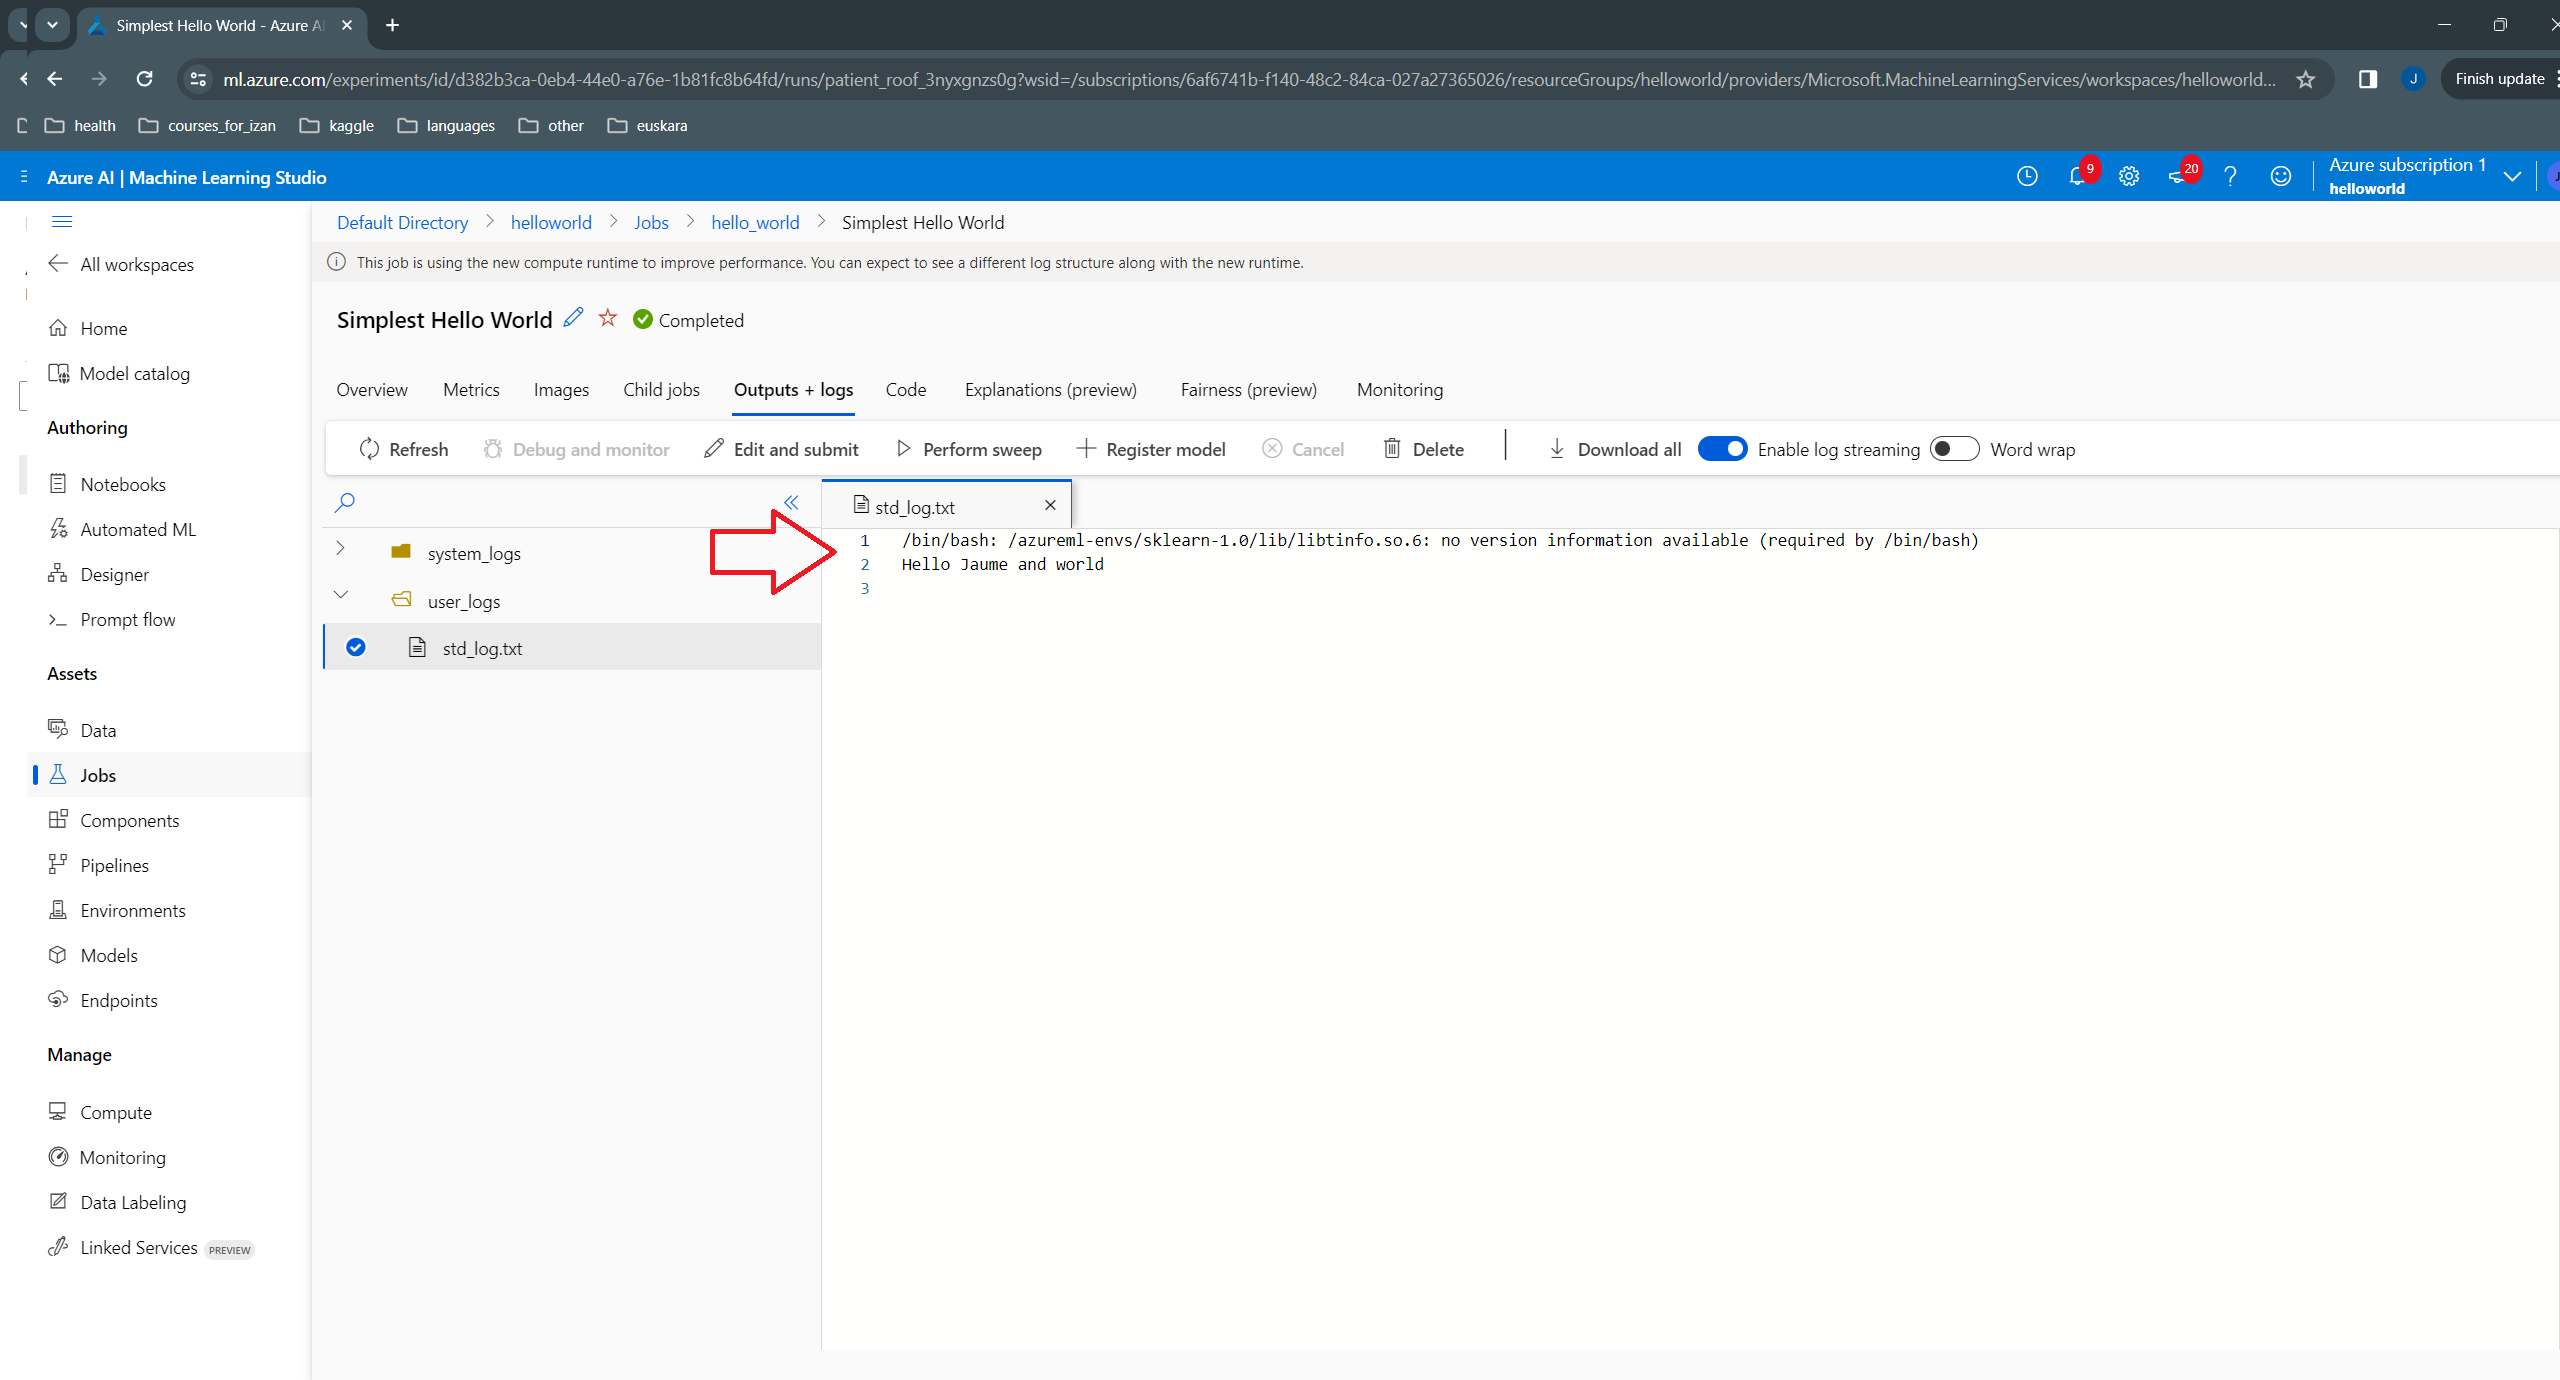 Simplest Hello World - Azure AI
ml.azure.com/experiments/id/d382b3ca-0eb4-44e0-a76e-1b81fc8b64fd/runs/patient_roof_3nyxgnzs0g?wsid=/subscriptions/6af6741b-f140-48c2-84ca-027a27365026/resourceGroups/helloworld/providers/Microsoft.MachineLearningServices/workspaces/helloworld...
J
Finish update
health
courses_for_izan
kaggle
languages
other
euskara
Azure AI | Machine Learning Studio
9
20
Azure subscription 1
helloworld
Default Directory > helloworld > Jobs > hello_world > Simplest Hello World
This job is using the new compute runtime to improve performance. You can expect to see a different log structure along with the new runtime.
All workspaces
Home
Model catalog
Authoring
Notebooks
Automated ML
Designer
Prompt flow
Assets
Data
Jobs
Components
Pipelines
Environments
Models
Endpoints
Manage
Compute
Monitoring
Data Labeling
Linked Services PREVIEW
Simplest Hello World
Completed
Overview
Metrics
Images
Child jobs
Outputs + logs
Code
Explanations (preview)
Fairness (preview)
Monitoring
Refresh
Debug and monitor
Edit and submit
Perform sweep
Register model
Cancel
Delete
Download all
Enable log streaming
Word wrap
system_logs
user_logs
std_log.txt
std_log.txt
1 /bin/bash: /azureml-envs/sklearn-1.0/lib/libtinfo.so.6: no version information available (required by /bin/bash)
2 Hello Jaume and world
3